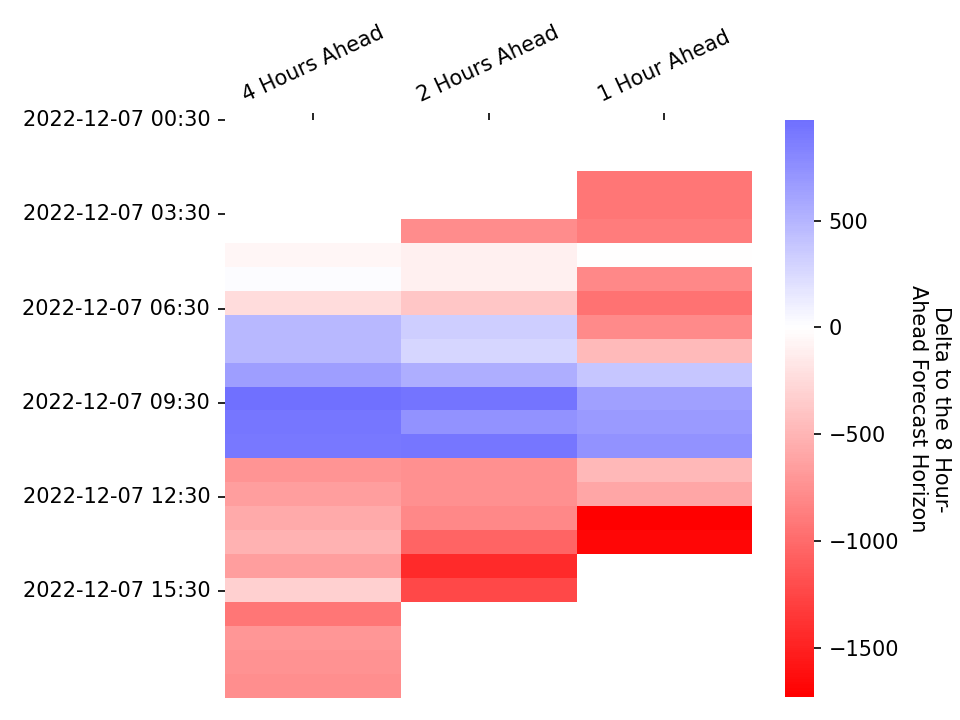 4 Hours Ahead
2 Hours Ahead
1 Hour Ahead
2022-12-07 00:30
2022-12-07 03:30
2022-12-07 06:30
2022-12-07 09:30
2022-12-07 12:30
2022-12-07 15:30
500
0
−500
−1000
−1500
Delta to the 8 Hour-
Ahead Forecast Horizon